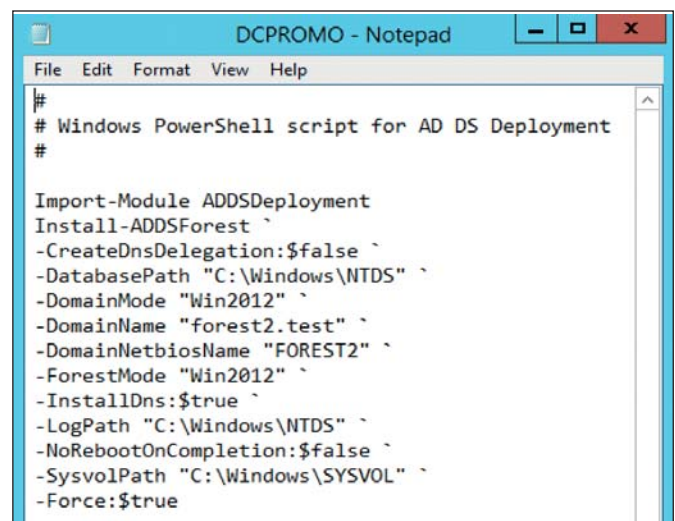 DCPROMO - Notepad
File Edit Format View Help
#
# Windows PowerShell script for AD DS Deployment
#
Import-Module ADDSDeployment
Install-ADDSForest `
-CreateDnsDelegation:$false `
-DatabasePath "C:\Windows\NTDS" `
-DomainMode "Win2012" `
-DomainName "forest2.test" `
-DomainNetbiosName "FOREST2" `
-ForestMode "Win2012" `
-InstallDns:$true `
-LogPath "C:\Windows\NTDS" `
-NoRebootOnCompletion:$false `
-SysvolPath "C:\Windows\SYSVOL" `
-Force:$true